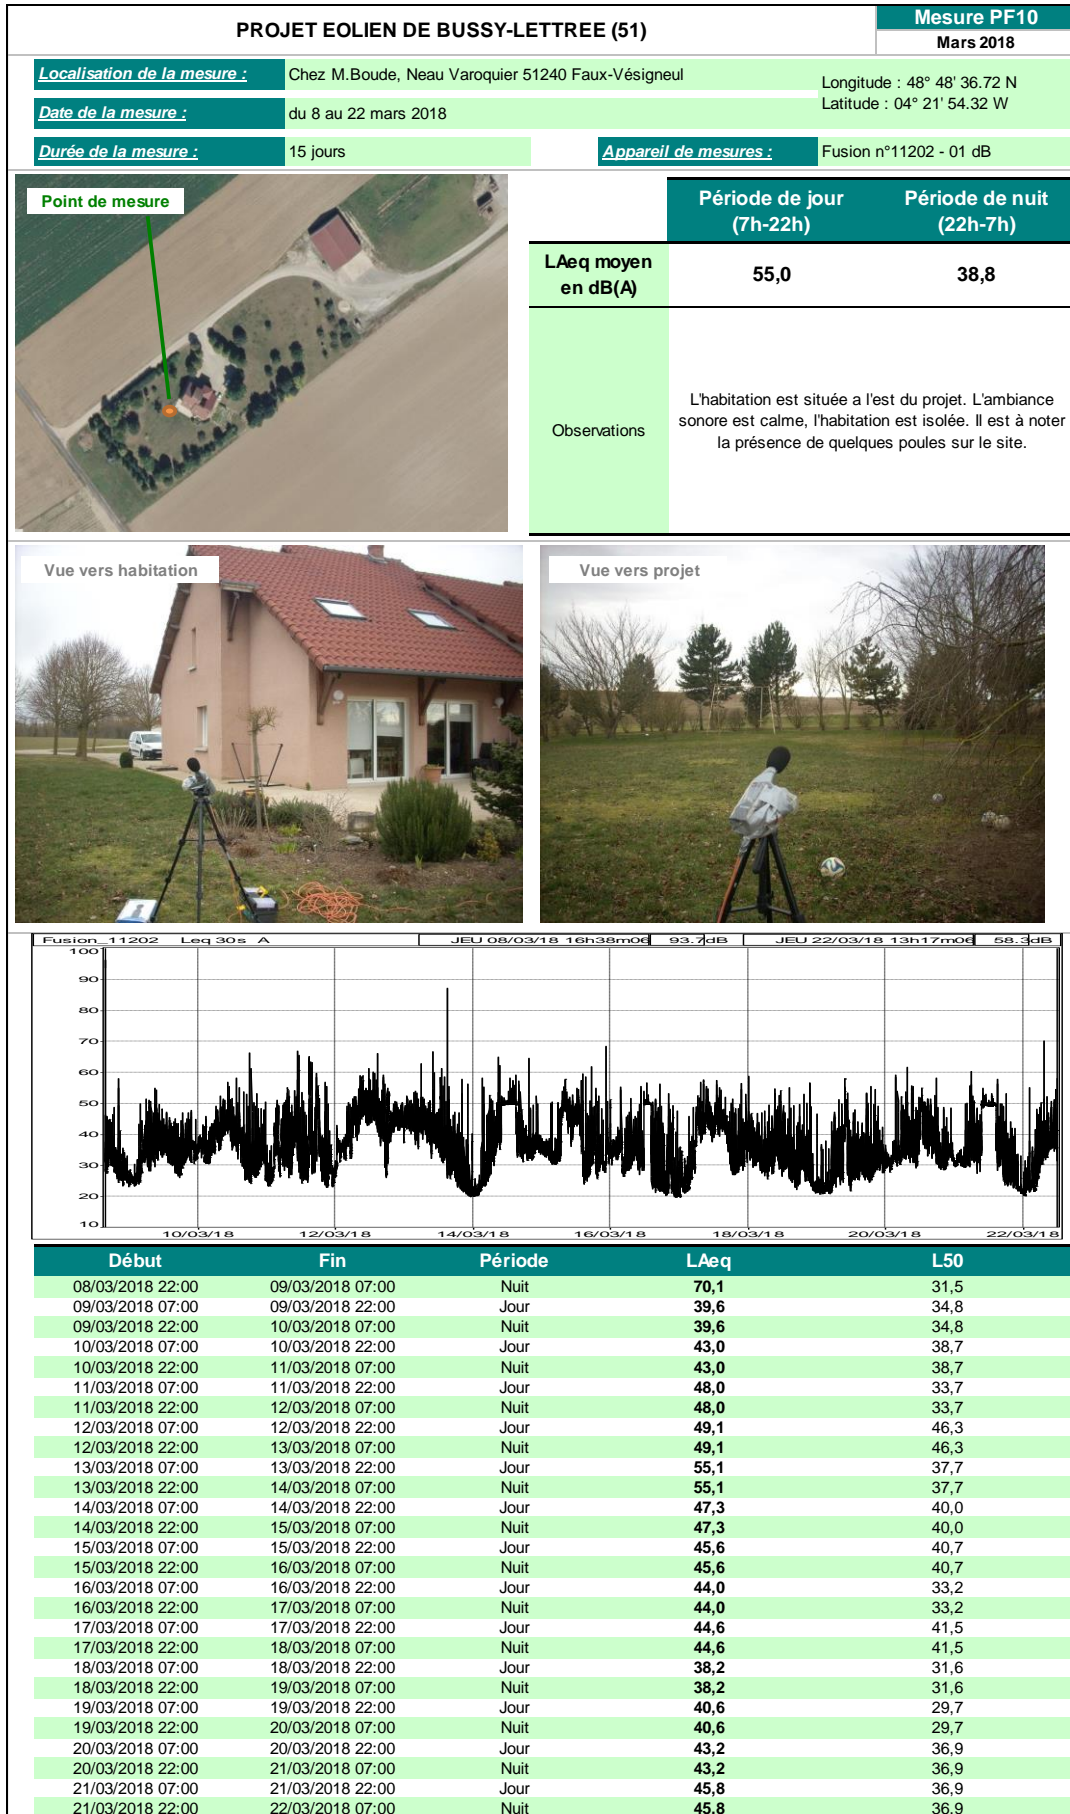 PROJET EOLIEN DE BUSSY-LETTREE (51)
Mesure PF10
Mars 2018
Localisation de la mesure :
Chez M.Boude, Neau Varoquier 51240 Faux-Vésigneul
Longitude : 48° 48' 36.72 N
Latitude : 04° 21' 54.32 W
Date de la mesure :
du 8 au 22 mars 2018
Durée de la mesure :
15 jours
Appareil de mesures :
Fusion n°11202 - 01 dB
Point de mesure
Période de jour (7h-22h)
Période de nuit (22h-7h)
LAeq moyen en dB(A)
55,0
38,8
Observations
L'habitation est située a l'est du projet. L'ambiance
sonore est calme, l'habitation est isolée. Il est à noter
la présence de quelques poules sur le site.
Vue vers habitation
Vue vers projet
Fusion_11202 Leq 30s A JEU 08/03/18 16h38m06 93.7dB JEU 22/03/18 13h17m06 58.3dB
100
90
80
70
60
50
40
30
20
10
10/03/18 12/03/18 14/03/18 16/03/18 18/03/18 20/03/18 22/03/18
Début Fin Période LAeq L50
08/03/2018 22:00 09/03/2018 07:00 Nuit 70,1 31,5
09/03/2018 07:00 09/03/2018 22:00 Jour 39,6 34,8
09/03/2018 22:00 10/03/2018 07:00 Nuit 39,6 34,8
10/03/2018 07:00 10/03/2018 22:00 Jour 43,0 38,7
10/03/2018 22:00 11/03/2018 07:00 Nuit 43,0 38,7
11/03/2018 07:00 11/03/2018 22:00 Jour 48,0 33,7
11/03/2018 22:00 12/03/2018 07:00 Nuit 48,0 33,7
12/03/2018 07:00 12/03/2018 22:00 Jour 49,1 46,3
12/03/2018 22:00 13/03/2018 07:00 Nuit 49,1 46,3
13/03/2018 07:00 13/03/2018 22:00 Jour 55,1 37,7
13/03/2018 22:00 14/03/2018 07:00 Nuit 55,1 37,7
14/03/2018 07:00 14/03/2018 22:00 Jour 47,3 40,0
14/03/2018 22:00 15/03/2018 07:00 Nuit 47,3 40,0
15/03/2018 07:00 15/03/2018 22:00 Jour 45,6 40,7
15/03/2018 22:00 16/03/2018 07:00 Nuit 45,6 40,7
16/03/2018 07:00 16/03/2018 22:00 Jour 44,0 33,2
16/03/2018 22:00 17/03/2018 07:00 Nuit 44,0 33,2
17/03/2018 07:00 17/03/2018 22:00 Jour 44,6 41,5
17/03/2018 22:00 18/03/2018 07:00 Nuit 44,6 41,5
18/03/2018 07:00 18/03/2018 22:00 Jour 38,2 31,6
18/03/2018 22:00 19/03/2018 07:00 Nuit 38,2 31,6
19/03/2018 07:00 19/03/2018 22:00 Jour 40,6 29,7
19/03/2018 22:00 20/03/2018 07:00 Nuit 40,6 29,7
20/03/2018 07:00 20/03/2018 22:00 Jour 43,2 36,9
20/03/2018 22:00 21/03/2018 07:00 Nuit 43,2 36,9
21/03/2018 07:00 21/03/2018 22:00 Jour 45,8 36,9
21/03/2018 22:00 22/03/2018 07:00 Nuit 45,8 36,9